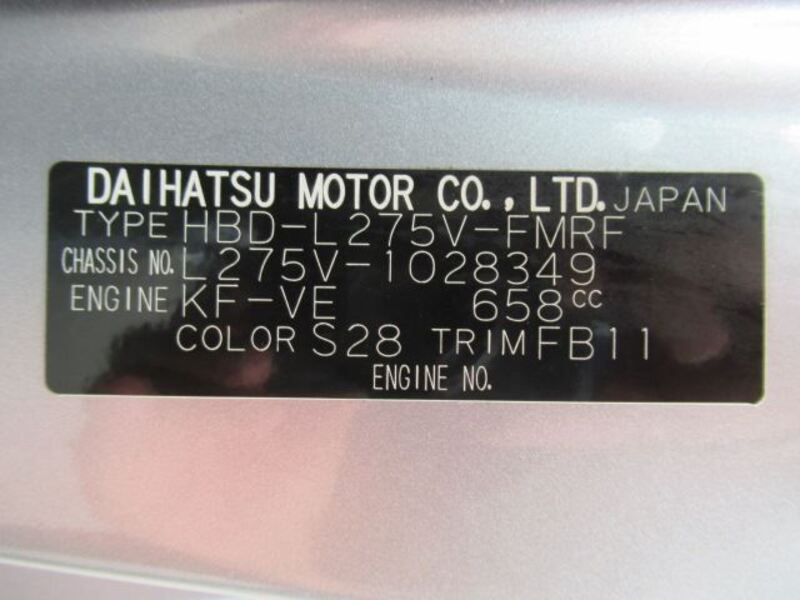 DAIHATSU MOTOR CO., LTD. JAPAN
TYPE HBD-L275V-FMRF
CHASSIS NO. L275V-1028349
ENGINE KF-VE 658cc
COLOR S28 TRIM FB11
ENGINE NO.